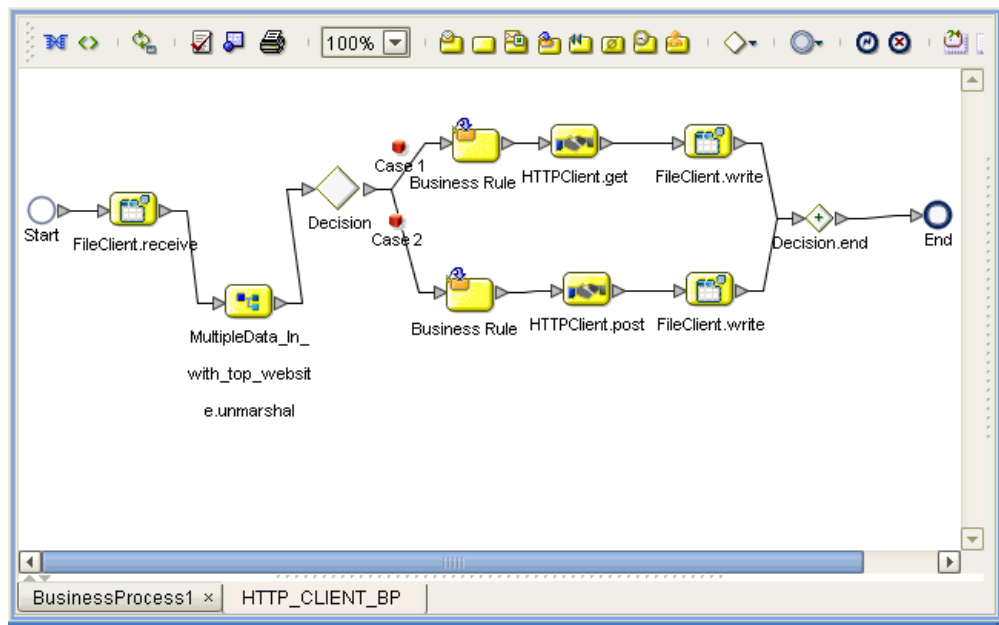 100%
Case 1
Business Rule
HTTPClient.get
FileClient.write
Start
FileClient.receive
Decision
Case 2
Decision.end
End
Business Rule
HTTPClient.post
FileClient.write
MultipleData_In_
with_top_websit
e.unmarshal
BusinessProcess1 ×
HTTP_CLIENT_BP